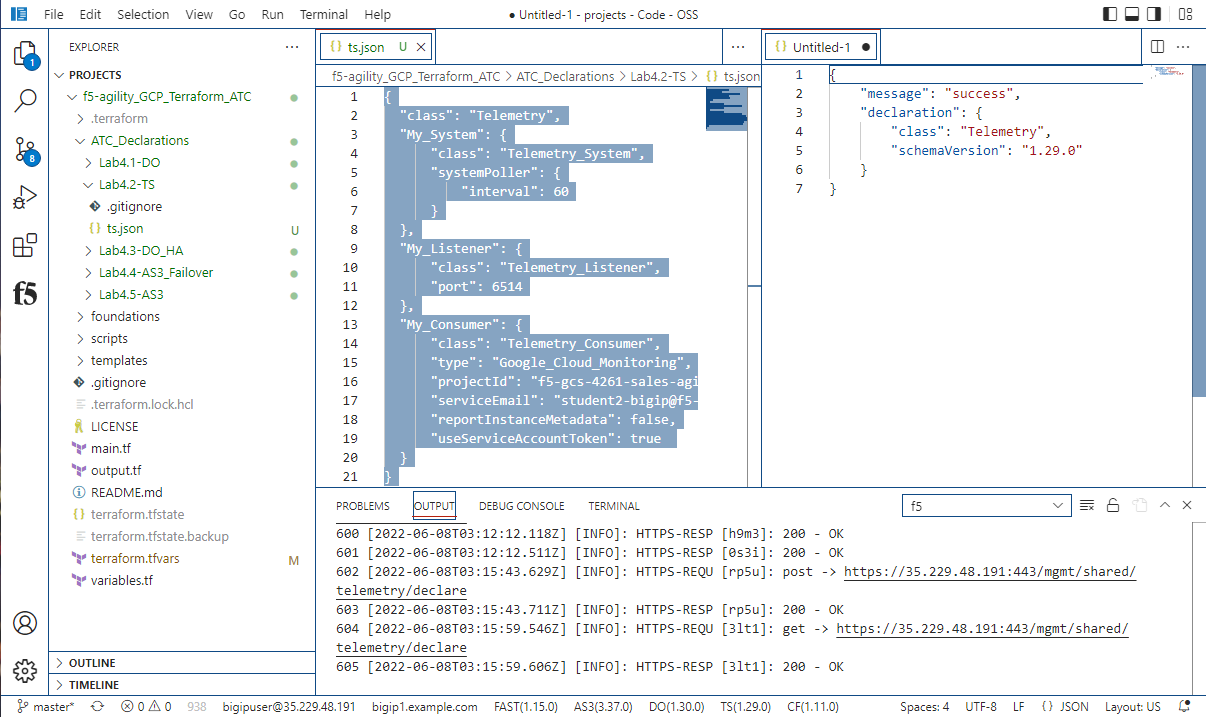 File Edit Selection View Go Run Terminal Help
● Untitled-1 - projects - Code - OSS
1
8
f5
EXPLORER
PROJECTS
f5-agility_GCP_Terraform_ATC
.terraform
ATC_Declarations
Lab4.1-DO
Lab4.2-TS
.gitignore
ts.json U
Lab4.3-DO_HA
Lab4.4-AS3_Failover
Lab4.5-AS3
foundations
scripts
templates
.gitignore
.terraform.lock.hcl
LICENSE
main.tf
output.tf
README.md
terraform.tfstate
terraform.tfstate.backup
terraform.tfvars M
variables.tf
OUTLINE
TIMELINE
{ } ts.json U
f5-agility_GCP_Terraform_ATC > ATC_Declarations > Lab4.2-TS > { } ts.json
1 {
2 "class": "Telemetry",
3 "My_System": {
4 "class": "Telemetry_System",
5 "systemPoller": {
6 "interval": 60
7 }
8 },
9 "My_Listener": {
10 "class": "Telemetry_Listener",
11 "port": 6514
12 },
13 "My_Consumer": {
14 "class": "Telemetry_Consumer",
15 "type": "Google_Cloud_Monitoring",
16 "projectId": "f5-gcs-4261-sales-agi
17 "serviceEmail": "student2-bigip@f5-
18 "reportInstanceMetadata": false,
19 "useServiceAccountToken": true
20 }
21 }
{ } Untitled-1 ●
1 {
2 "message": "success",
3 "declaration": {
4 "class": "Telemetry",
5 "schemaVersion": "1.29.0"
6 }
7 }
PROBLEMS OUTPUT DEBUG CONSOLE TERMINAL
f5
600 [2022-06-08T03:12:12.118Z] [INFO]: HTTPS-RESP [h9m3]: 200 - OK
601 [2022-06-08T03:12:12.511Z] [INFO]: HTTPS-RESP [0s3i]: 200 - OK
602 [2022-06-08T03:15:43.629Z] [INFO]: HTTPS-REQU [rp5u]: post -> https://35.229.48.191:443/mgmt/shared/
telemetry/declare
603 [2022-06-08T03:15:43.711Z] [INFO]: HTTPS-RESP [rp5u]: 200 - OK
604 [2022-06-08T03:15:59.546Z] [INFO]: HTTPS-REQU [3lt1]: get -> https://35.229.48.191:443/mgmt/shared/
telemetry/declare
605 [2022-06-08T03:15:59.606Z] [INFO]: HTTPS-RESP [3lt1]: 200 - OK
master* 0 0 938 bigipuser@35.229.48.191 bigip1.example.com FAST(1.15.0) AS3(3.37.0) DO(1.30.0) TS(1.29.0) CF(1.11.0) Spaces: 4 UTF-8 LF { } JSON Layout: US